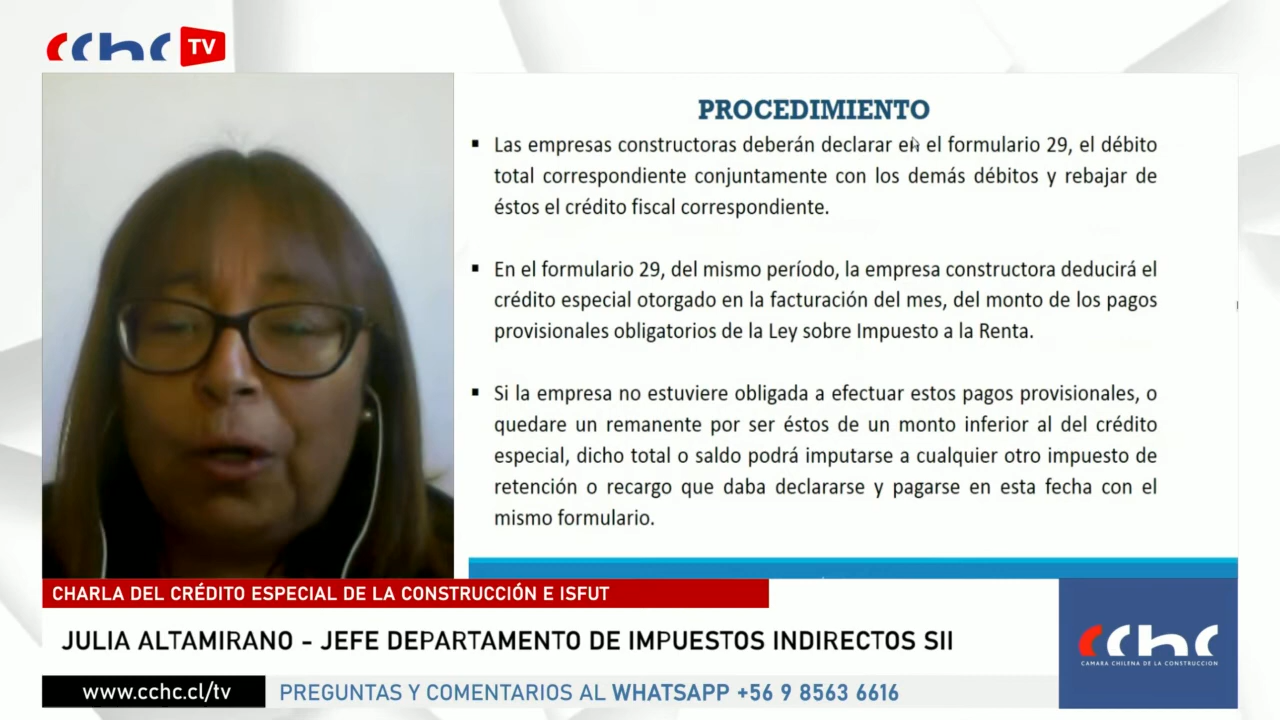 cchc TV
PROCEDIMIENTO
▪ Las empresas constructoras deberán declarar en el formulario 29, el débito
total correspondiente conjuntamente con los demás débitos y rebajar de
éstos el crédito fiscal correspondiente.
▪ En el formulario 29, del mismo período, la empresa constructora deducirá el
crédito especial otorgado en la facturación del mes, del monto de los pagos
provisionales obligatorios de la Ley sobre Impuesto a la Renta.
▪ Si la empresa no estuviere obligada a efectuar estos pagos provisionales, o
quedare un remanente por ser éstos de un monto inferior al del crédito
especial, dicho total o saldo podrá imputarse a cualquier otro impuesto de
retención o recargo que daba declararse y pagarse en esta fecha con el
mismo formulario.
CHARLA DEL CRÉDITO ESPECIAL DE LA CONSTRUCCIÓN E ISFUT
JULIA ALTAMIRANO – JEFE DEPARTAMENTO DE IMPUESTOS INDIRECTOS SII
www.cchc.cl/tv
PREGUNTAS Y COMENTARIOS AL WHATSAPP +56 9 8563 6616
cchc
CAMARA CHILENA DE LA CONSTRUCCION